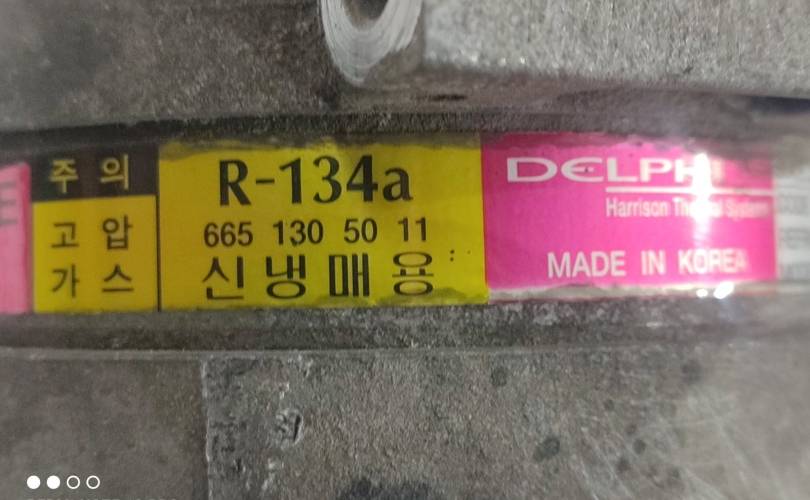 주의
고압
가스
R-134a
665 130 50 11
신냉매용
DELPHI
Harrison Thermal Systems
MADE IN KOREA